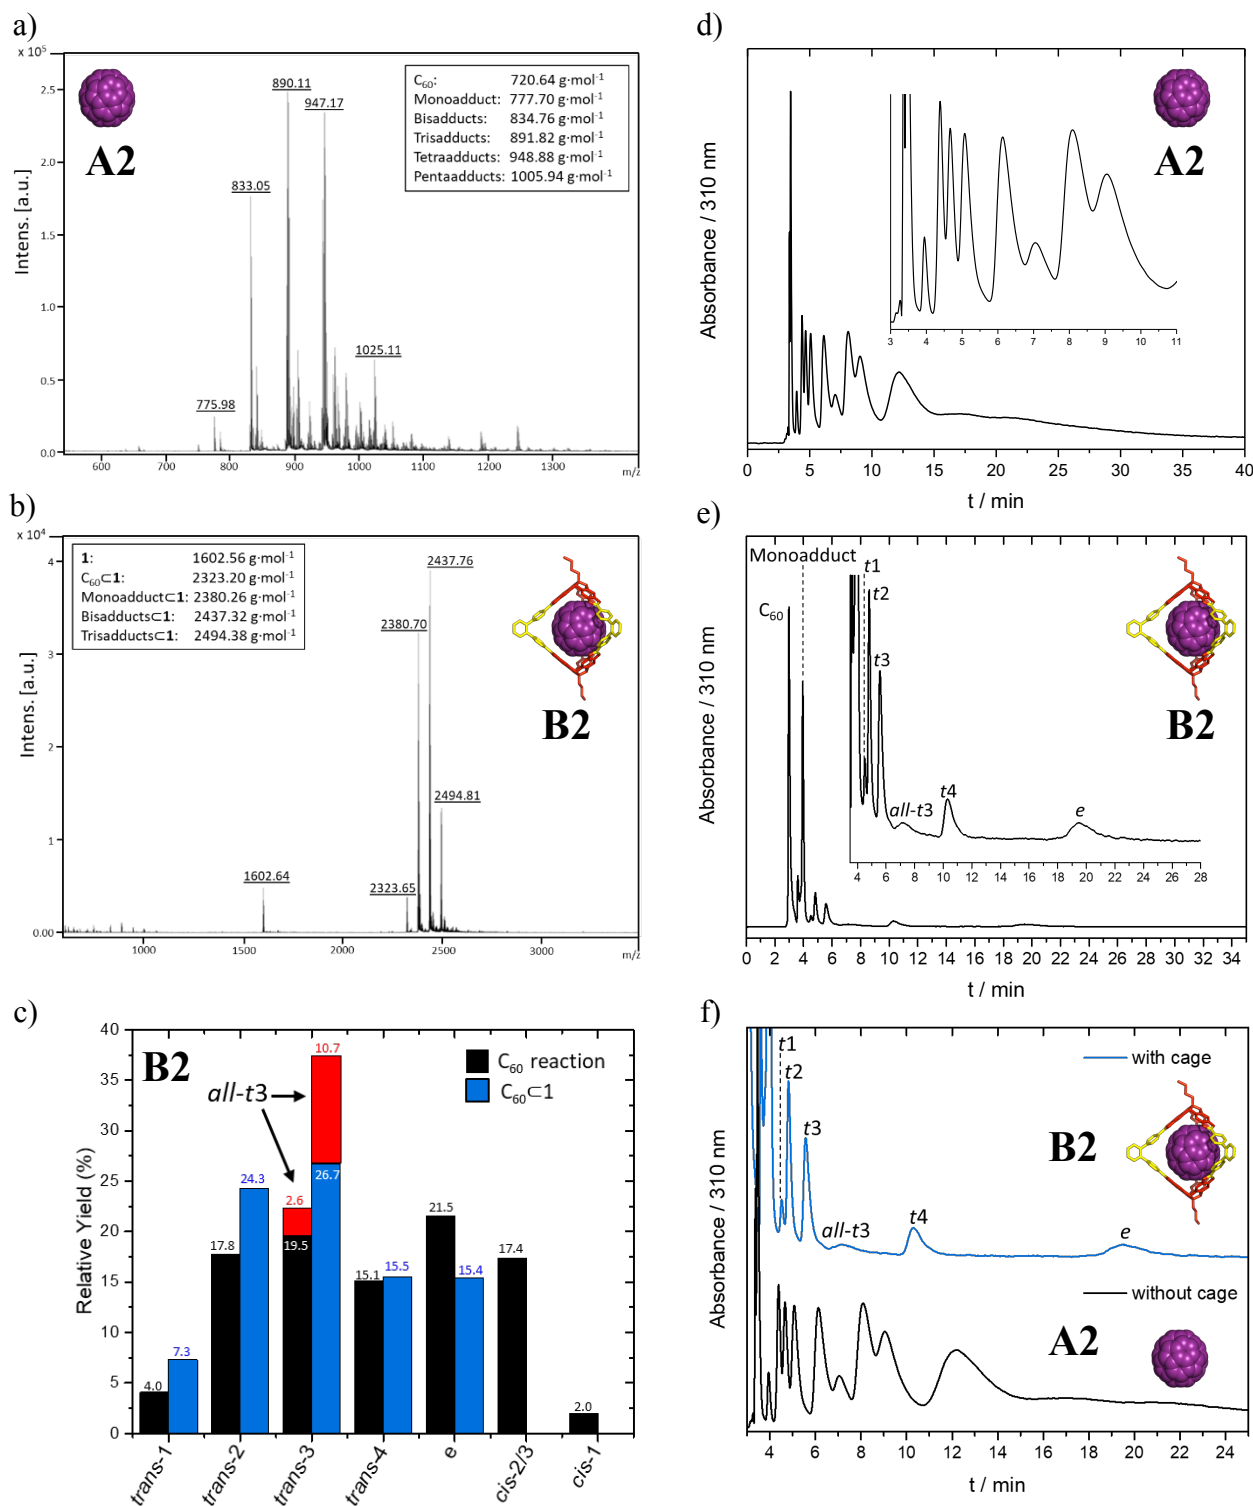 a)
x 10⁵
2.5
2.0
1.5
1.0
0.5
0.0
Intens. [a.u.]
A2
890.11
947.17
833.05
775.98
1025.11
C₆₀: 720.64 g·mol⁻¹
Monoadduct: 777.70 g·mol⁻¹
Bisadducts: 834.76 g·mol⁻¹
Trisadducts: 891.82 g·mol⁻¹
Tetraadducts: 948.88 g·mol⁻¹
Pentaadducts: 1005.94 g·mol⁻¹
600 700 800 900 1000 1100 1200 1300
m/z
d)
Absorbance / 310 nm
A2
3 4 5 6 7 8 9 10 11
0 5 10 15 20 25 30 35 40
t / min
b)
x 10⁴
4
3
2
1
0.00
Intens. [a.u.]
1: 1602.56 g·mol⁻¹
C₆₀⊂1: 2323.20 g·mol⁻¹
Monoadduct⊂1: 2380.26 g·mol⁻¹
Bisadducts⊂1: 2437.32 g·mol⁻¹
Trisadducts⊂1: 2494.38 g·mol⁻¹
2437.76
2380.70
2494.81
2323.65
1602.64
B2
1000 1500 2000 2500 3000
m/z
e)
Absorbance / 310 nm
Monoadduct
C₆₀
t1
t2
t3
all-t3
t4
e
B2
4 6 8 10 12 14 16 18 20 22 24 26 28
0 2 4 6 8 10 12 14 16 18 20 22 24 26 28 30 32 34
t / min
c)
40
35
30
25
20
15
10
5
0
Relative Yield (%)
B2
all-t3
C₆₀ reaction
C₆₀⊂1
4.0
7.3
17.8
24.3
2.6
19.5
10.7
26.7
15.1
15.5
21.5
15.4
17.4
2.0
trans-1
trans-2
trans-3
trans-4
e
cis-2/3
cis-1
f)
Absorbance / 310 nm
t1
t2
t3
all-t3
t4
e
with cage
B2
without cage
A2
4 6 8 10 12 14 16 18 20 22 24
t / min